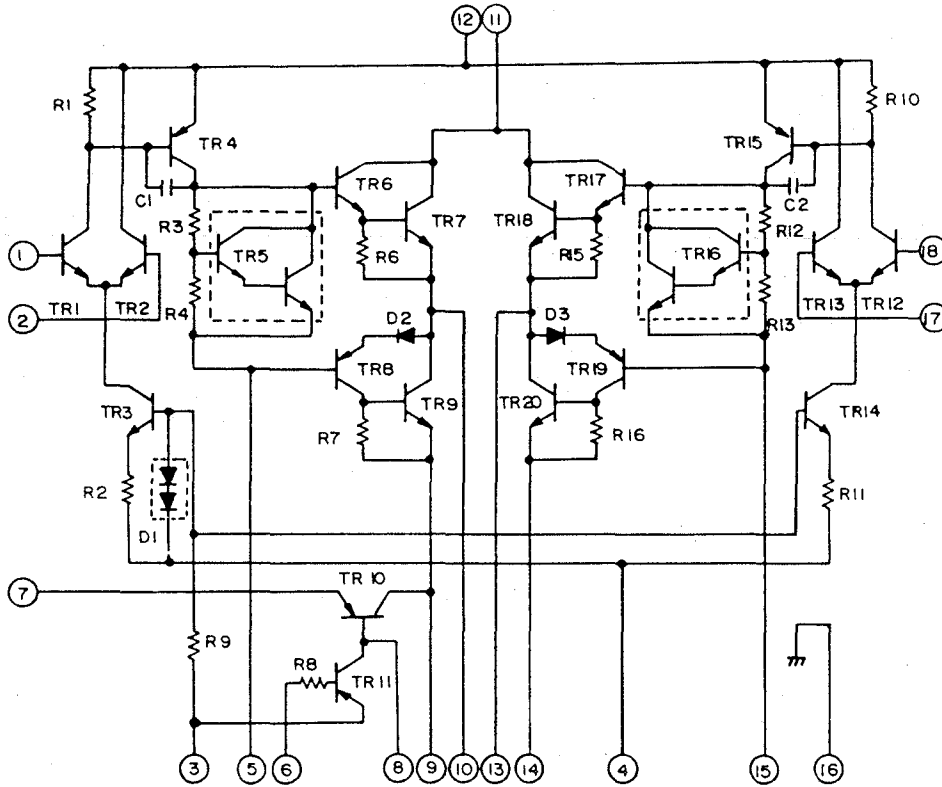 12 11
R1 R10
TR4 TR15
TR6 TR17
C1 C2
TR7 TR18
R3 R12
TR5 R6 R15 TR16
1 18
R4 R13
TR1 TR2 TR13 TR12
D2 D3
2 17
TR8 TR19
TR3 TR9 TR20 TR14
R7 R16
R2 R11
D1
7 TR10
R9
R8 TR11
3 5 6 8 9 10 13 14 4 15 16